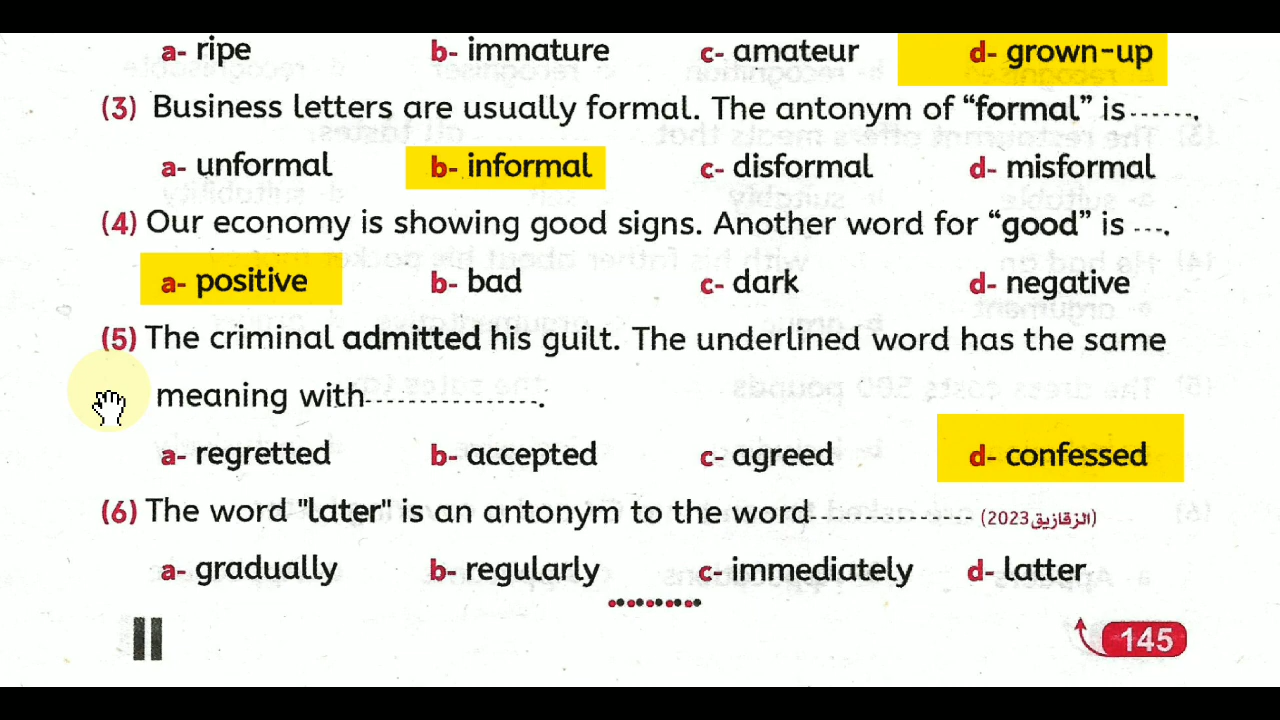 a- ripe b- immature c- amateur d- grown-up
(3) Business letters are usually formal. The antonym of “formal” is ------.
a- unformal b- informal c- disformal d- misformal
(4) Our economy is showing good signs. Another word for “good” is ---.
a- positive b- bad c- dark d- negative
(5) The criminal admitted his guilt. The underlined word has the same
meaning with----------------.
a- regretted b- accepted c- agreed d- confessed
(6) The word "later" is an antonym to the word--------------- (الزقازيق 2023)
a- gradually b- regularly c- immediately d- latter
145